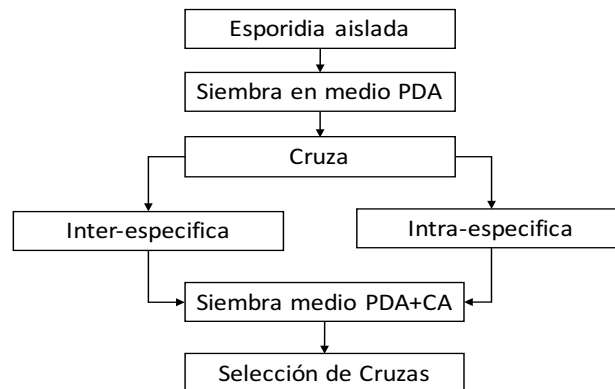 Esporidia aislada
Siembra en medio PDA
Cruza
Inter-especifica
Intra-especifica
Siembra medio PDA+CA
Selección de Cruzas